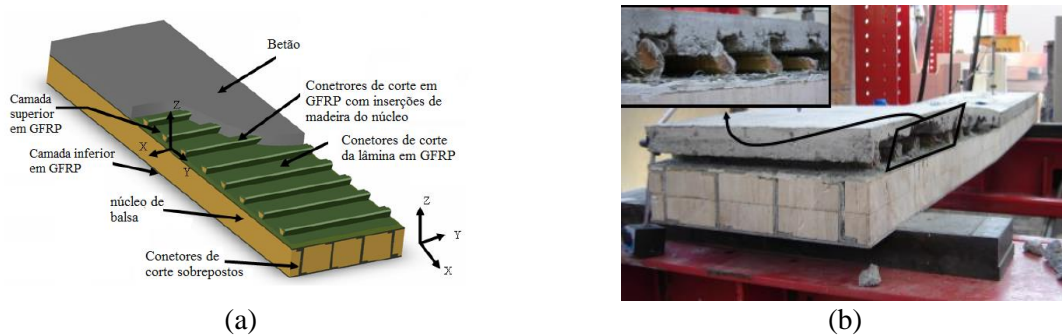 Betão
Conetrores de corte em
GFRP com inserções de
madeira do núcleo
Camada
superior
em GFRP
Conetores de corte
da lâmina em GFRP
Camada inferior
em GFRP
núcleo de
balsa
Conetores de
corte sobrepostos
Z
X
Y
Z
Y
X
(a)
(b)